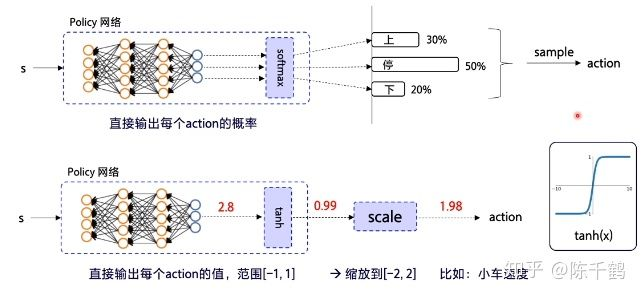 Policy 网络
s
softmax
上
30%
停
50%
下
20%
sample
action
直接输出每个action的概率
Policy 网络
s
2.8
tanh
0.99
scale
1.98
action
直接输出每个action的值，范围[−1, 1]
→ 缩放到[−2, 2]
比如：小车速度
1
-10
10
-1
tanh(x)
知乎 @陈千鹤